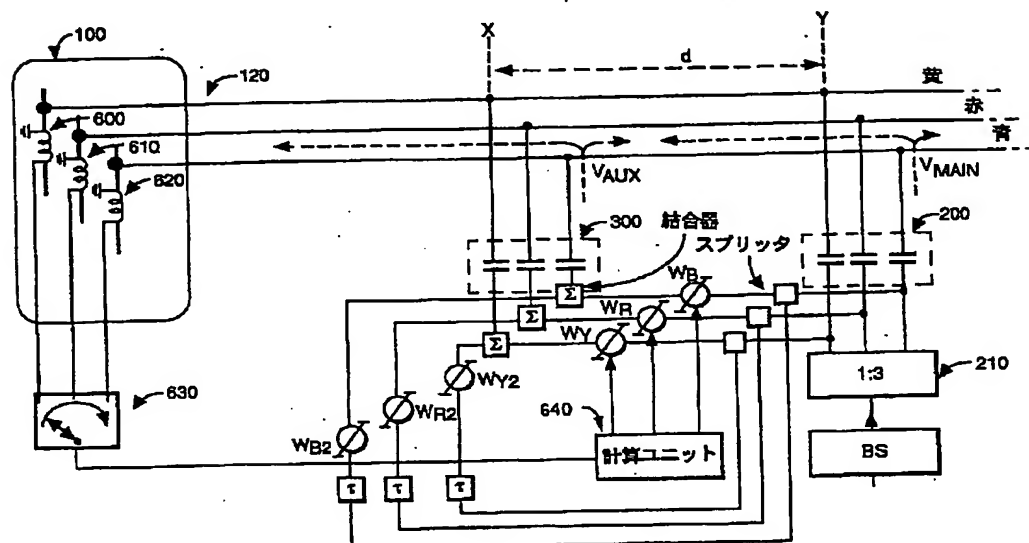 100
120
X
Y
d
黄
赤
青
600
610
620
VAUX
VMAIN
300
結合器
スプリッタ
200
WB
WR
WY
Σ
Σ
Σ
WY2
WR2
WB2
630
640
計算ユニット
1:3
210
BS
τ
τ
τ